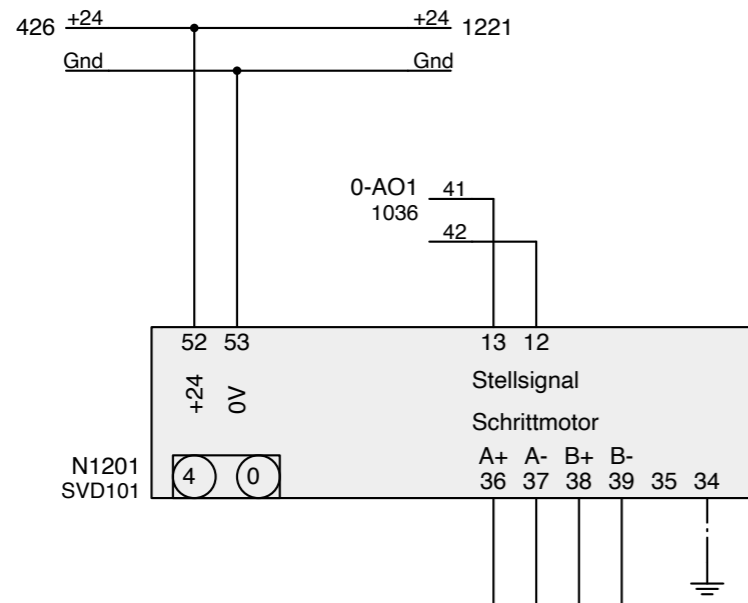 426 +24 +24 1221
Gnd Gnd
0-AO1 41
1036
42
52 53 13 12
+24 0V Stellsignal
Schrittmotor
A+ A- B+ B-
N1201 4 0 36 37 38 39 35 34
SVD101